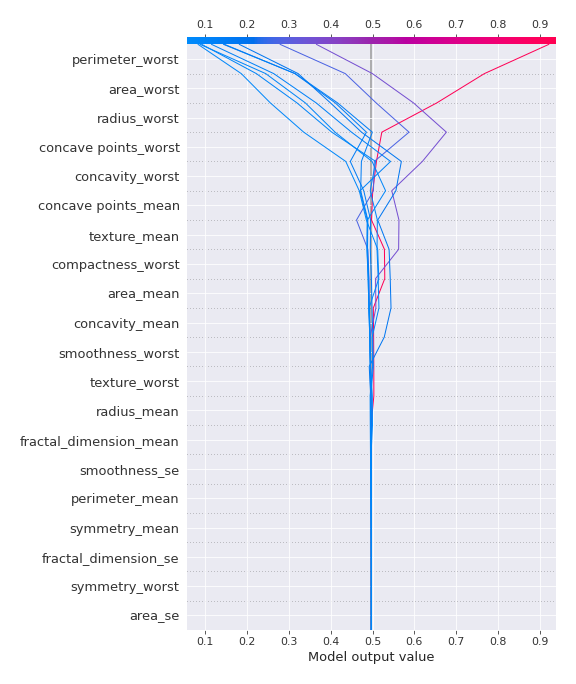 0.1 0.2 0.3 0.4 0.5 0.6 0.7 0.8 0.9
perimeter_worst
area_worst
radius_worst
concave points_worst
concavity_worst
concave points_mean
texture_mean
compactness_worst
area_mean
concavity_mean
smoothness_worst
texture_worst
radius_mean
fractal_dimension_mean
smoothness_se
perimeter_mean
symmetry_mean
fractal_dimension_se
symmetry_worst
area_se
0.1 0.2 0.3 0.4 0.5 0.6 0.7 0.8 0.9
Model output value